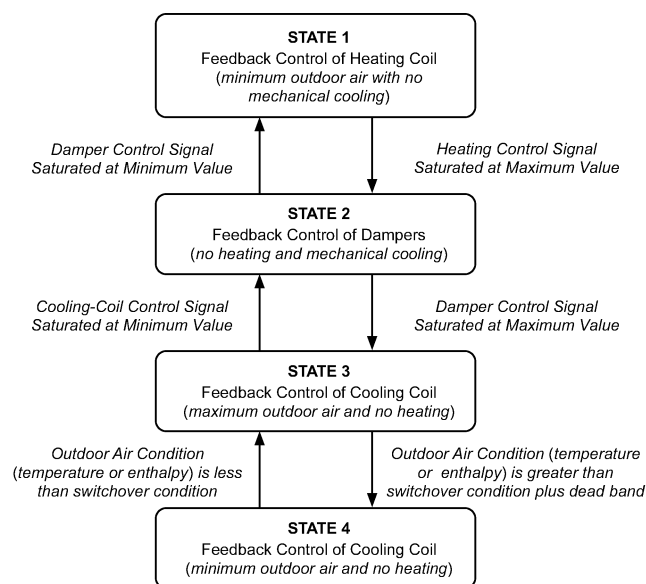 STATE 1
Feedback Control of Heating Coil
(minimum outdoor air with no
mechanical cooling)
Damper Control Signal
Saturated at Minimum Value
Heating Control Signal
Saturated at Maximum Value
STATE 2
Feedback Control of Dampers
(no heating and mechanical cooling)
Cooling-Coil Control Signal
Saturated at Minimum Value
Damper Control Signal
Saturated at Maximum Value
STATE 3
Feedback Control of Cooling Coil
(maximum outdoor air and no heating)
Outdoor Air Condition
(temperature or enthalpy) is less
than switchover condition
Outdoor Air Condition (temperature
or enthalpy) is greater than
switchover condition plus dead band
STATE 4
Feedback Control of Cooling Coil
(minimum outdoor air and no heating)